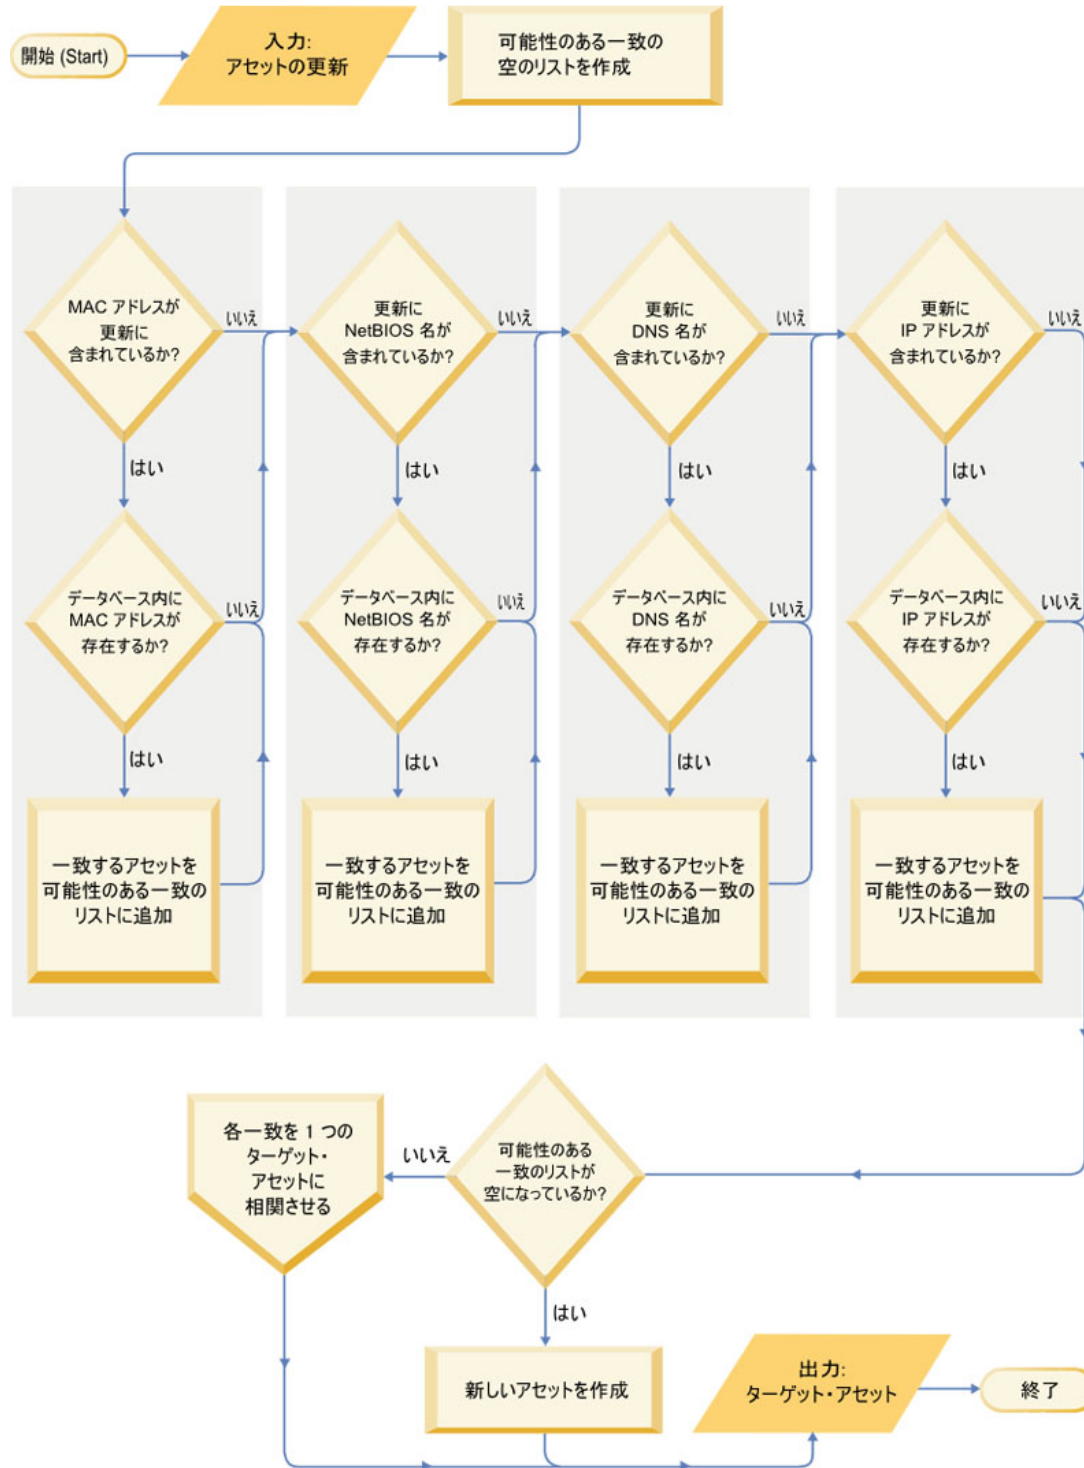 開始 (Start)
入力:
アセットの更新
可能性のある一致の
空のリストを作成
MAC アドレスが
更新に
含まれているか?
いいえ
はい
データベース内に
MAC アドレスが
存在するか?
いいえ
はい
一致するアセットを
可能性のある一致の
リストに追加
更新に
NetBIOS 名が
含まれているか?
いいえ
はい
データベース内に
NetBIOS 名が
存在するか?
いいえ
はい
一致するアセットを
可能性のある一致の
リストに追加
更新に
DNS 名が
含まれているか?
いいえ
はい
データベース内に
DNS 名が
存在するか?
いいえ
はい
一致するアセットを
可能性のある一致の
リストに追加
更新に
IP アドレスが
含まれているか?
いいえ
はい
データベース内に
IP アドレスが
存在するか?
いいえ
はい
一致するアセットを
可能性のある一致の
リストに追加
可能性のある
一致のリストが
空になっているか?
いいえ
各一致を 1 つの
ターゲット・
アセットに
相関させる
はい
新しいアセットを作成
出力:
ターゲット・アセット
終了